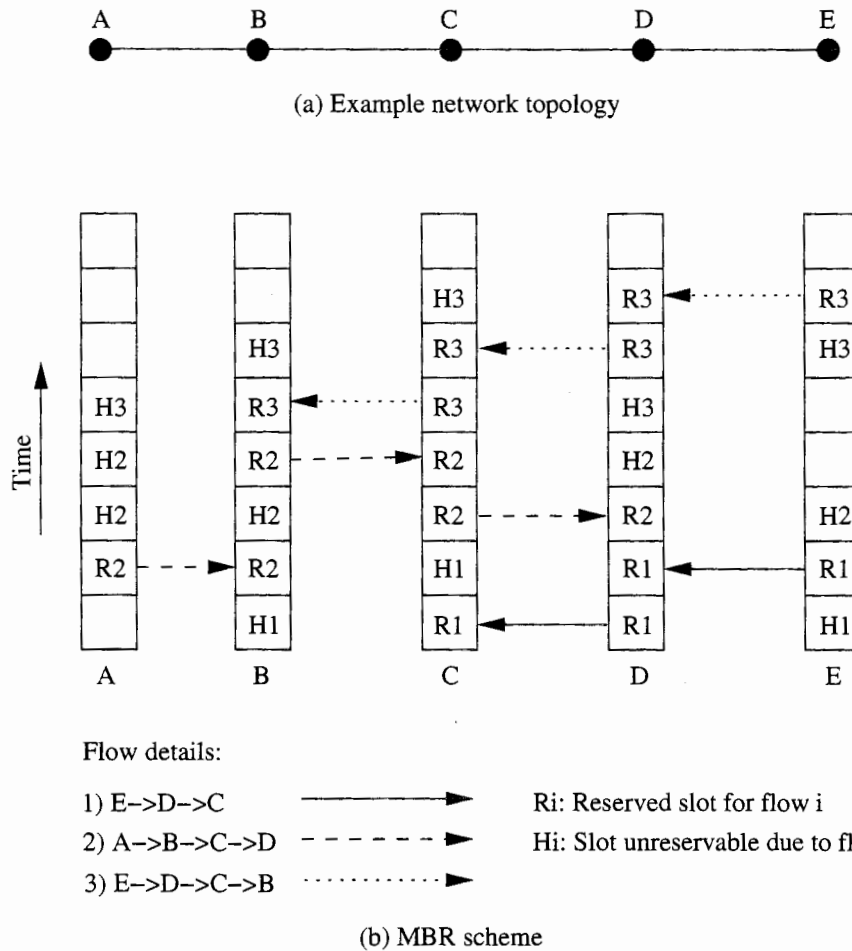 A B C D E
(a) Example network topology
H3 R3 R3
H3 R3 R3 H3
H3 R3 R3 H3
H2 R2 R2 H2
H2 H2 R2 R2 H2
R2 R2 H1 R1 R1
H1 R1 R1 H1
Time
A B C D E
Flow details:
1) E->D->C Ri: Reserved slot for flow i
2) A->B->C->D Hi: Slot unreservable due to fl
3) E->D->C->B
(b) MBR scheme